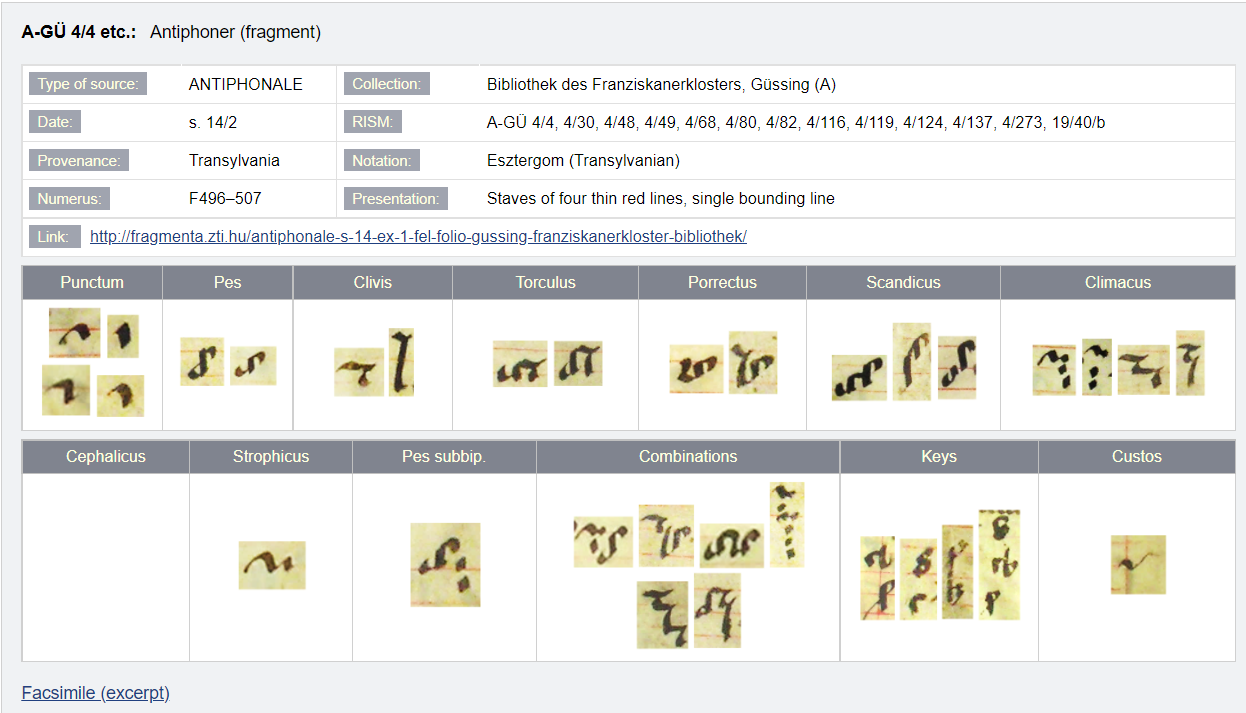 A-GÜ 4/4 etc.: Antiphoner (fragment)
Type of source: ANTIPHONALE Collection: Bibliothek des Franziskanerklosters, Güssing (A)
Date: s. 14/2 RISM: A-GÜ 4/4, 4/30, 4/48, 4/49, 4/68, 4/80, 4/82, 4/116, 4/119, 4/124, 4/137, 4/273, 19/40/b
Provenance: Transylvania Notation: Esztergom (Transylvanian)
Numerus: F496–507 Presentation: Staves of four thin red lines, single bounding line
Link: http://fragmenta.zti.hu/antiphonale-s-14-ex-1-fel-folio-gussing-franziskanerkloster-bibliothek/
Punctum Pes Clivis Torculus Porrectus Scandicus Climacus
Cephalicus Strophicus Pes subbip. Combinations Keys Custos
Facsimile (excerpt)